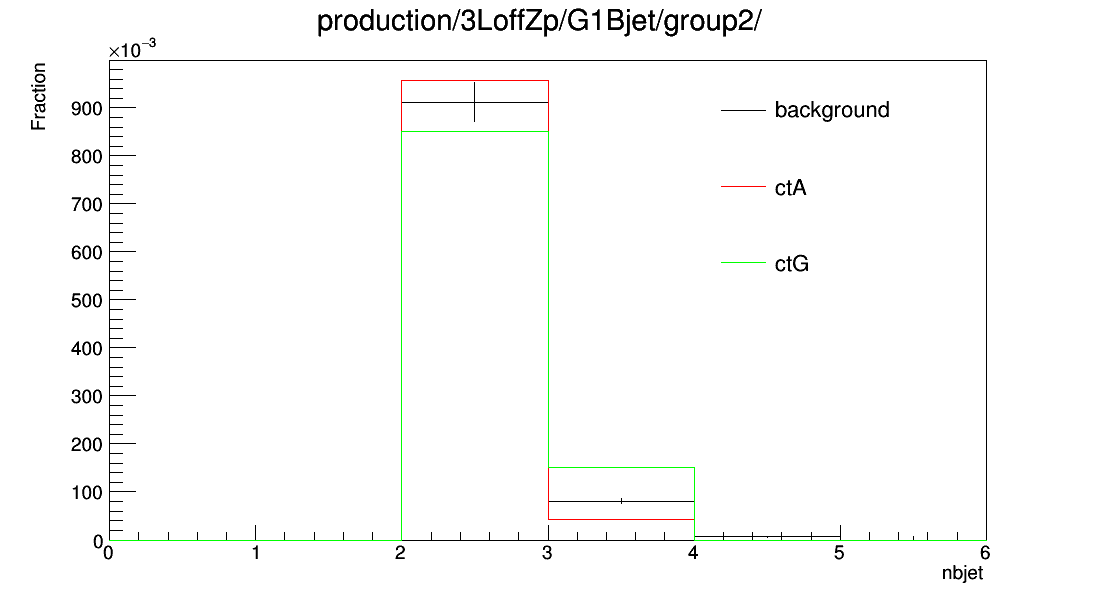 production/3LoffZp/G1Bjet/group2/
×10⁻³
Fraction
900
800
700
600
500
400
300
200
100
0
0 1 2 3 4 5 6
nbjet
background
ctA
ctG